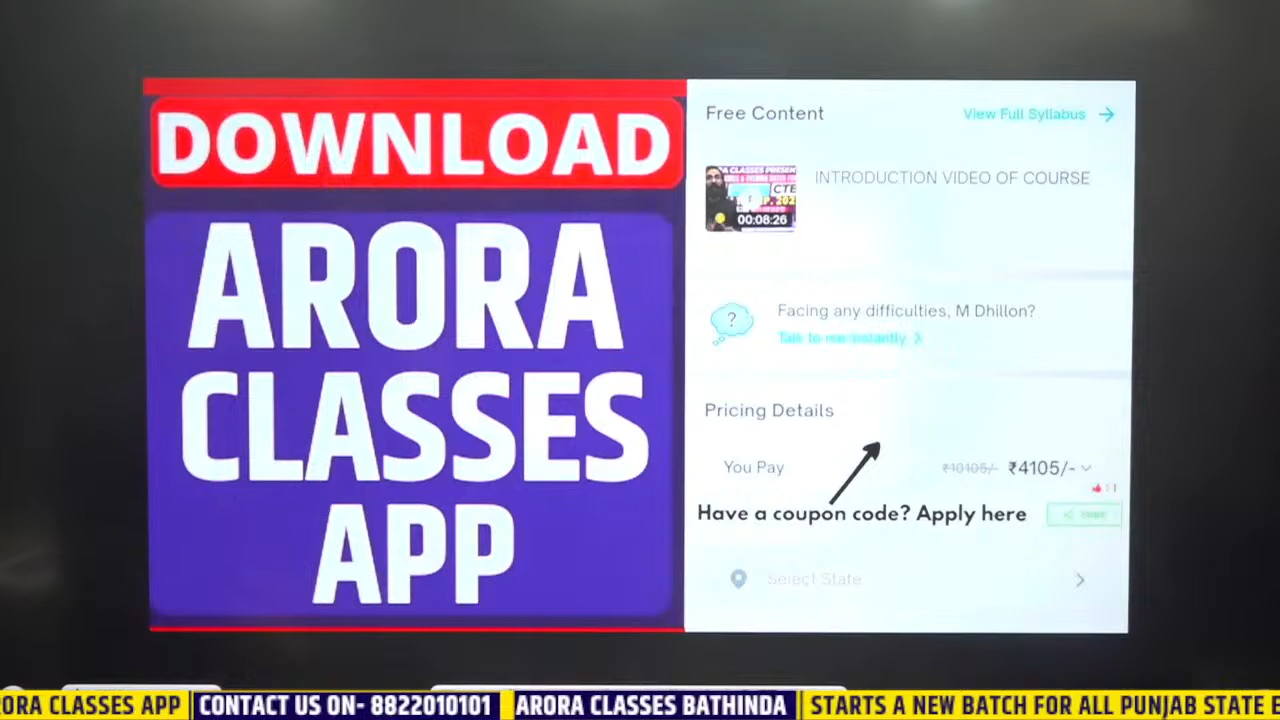 DOWNLOAD
ARORA
CLASSES
APP
Free Content
View Full Syllabus
INTRODUCTION VIDEO OF COURSE
00:08:26
Facing any difficulties, M Dhillon?
Talk to me instantly
Pricing Details
You Pay
₹10105/- ₹4105/-
Have a coupon code? Apply here
Select State
ORA CLASSES APP CONTACT US ON- 8822010101 ARORA CLASSES BATHINDA STARTS A NEW BATCH FOR ALL PUNJAB STATE E